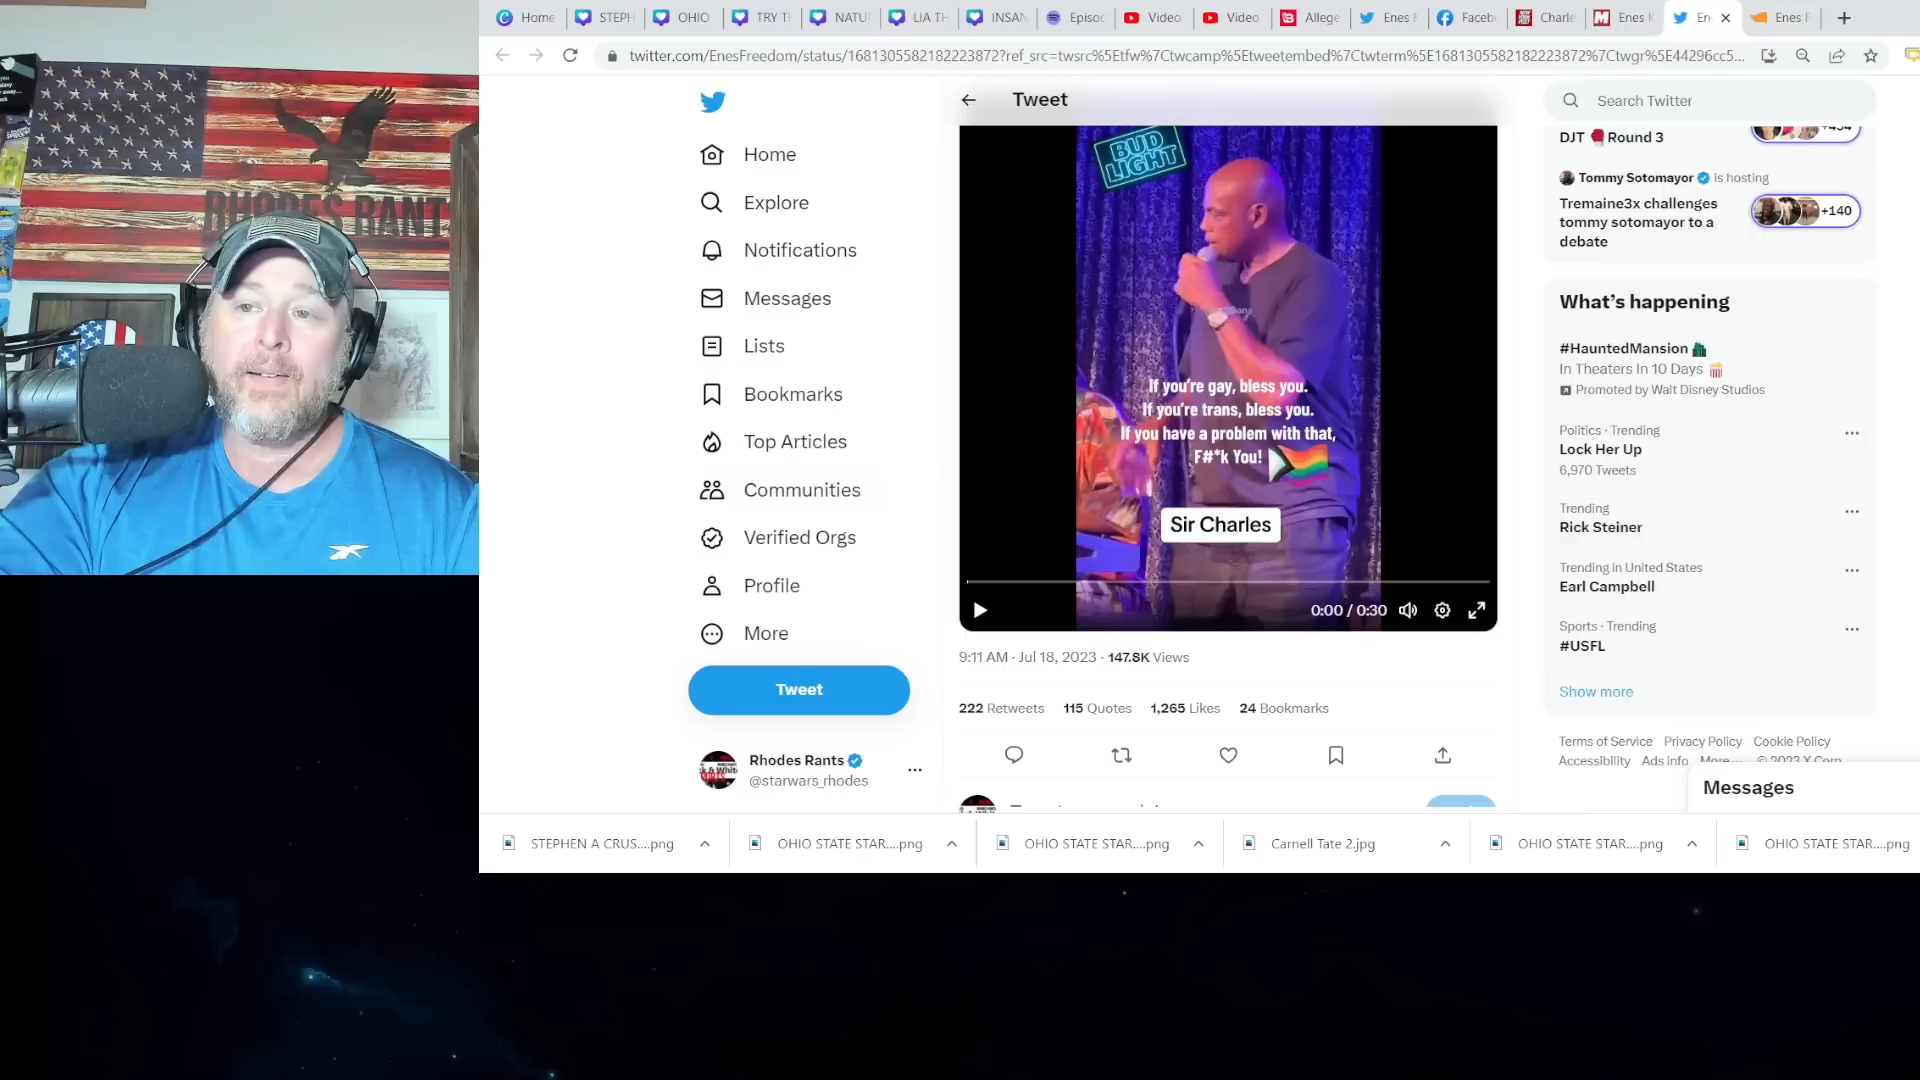 Home
STEPH
OHIO
TRY TH
NATU
LIA TH
INSAN
Episod
Video
Video
Allege
Enes F
Faceb
Charle
Enes K
En
Enes F
twitter.com/EnesFreedom/status/1681305582182223872?ref_src=twsrc%5Etfw%7Ctwcamp%5Etweetembed%7Ctwterm%5E1681305582182223872%7Ctwgr%5E44296cc5...
RHODES RANT
Home
Explore
Notifications
Messages
Lists
Bookmarks
Top Articles
Communities
Verified Orgs
Profile
More
Tweet
Rhodes Rants
@starwars_rhodes
Tweet
BUD
LIGHT
If you're gay, bless you.
If you're trans, bless you.
If you have a problem with that,
F#*k You!
Sir Charles
0:00 / 0:30
9:11 AM · Jul 18, 2023 · 147.8K Views
222 Retweets 115 Quotes 1,265 Likes 24 Bookmarks
Search Twitter
DJT 🥊 Round 3
+454
Tommy Sotomayor is hosting
Tremaine3x challenges
tommy sotomayor to a
debate
+140
What's happening
#HauntedMansion
In Theaters In 10 Days
Promoted by Walt Disney Studios
Politics · Trending
Lock Her Up
6,970 Tweets
Trending
Rick Steiner
Trending in United States
Earl Campbell
Sports · Trending
#USFL
Show more
Terms of Service Privacy Policy Cookie Policy
Accessibility Ads info More ... © 2023 X Corp.
Messages
STEPHEN A CRUS....png
OHIO STATE STAR....png
OHIO STATE STAR....png
Carnell Tate 2.jpg
OHIO STATE STAR....png
OHIO STATE STAR....png